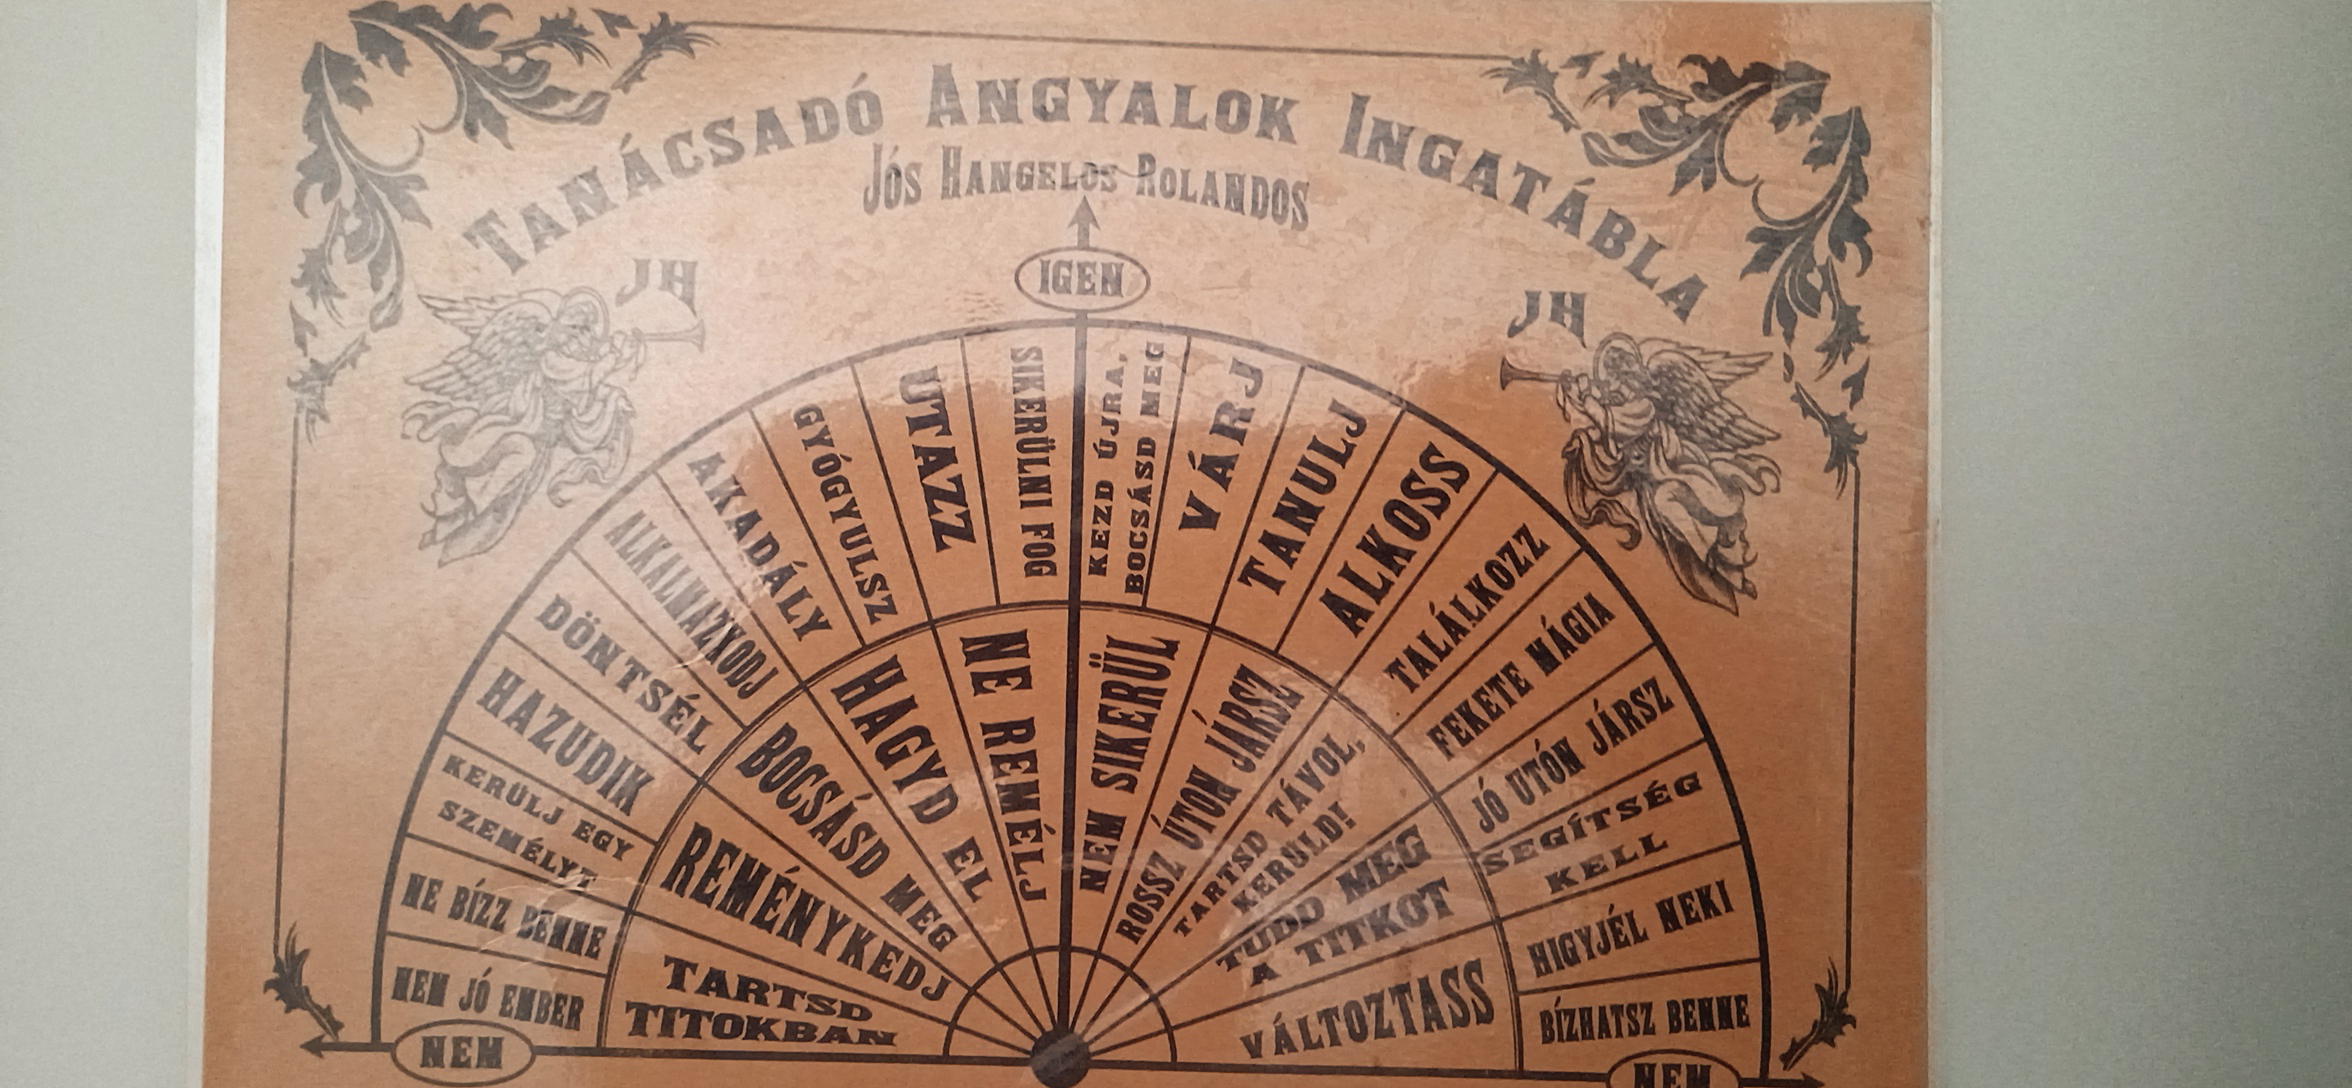 TANÁCSADÓ ANGYALOK INGATÁBLA
JÓS HANGELOS ROLANDOS
JH
JH
IGEN
NEM JÓ EMBER
NE BÍZZ BENNE
KERÜLJ EGY
SZEMÉLYT
HAZUDIK
DÖNTSÉL
ALKALMAZKODJ
AKADÁLY
GYÓGYULSZ
UTAZZ
SIKERÜLNI FOG
KEZD ÚJRA,
BOCSÁSD MEG
VÁRJ
TANULJ
ALKOSS
TALÁLKOZZ
FEKETE MÁGIA
JÓ UTÓN JÁRSZ
SEGÍTSÉG
KELL
HIGYJÉL NEKI
BÍZHATSZ BENNE
TARTSD
TITOKBAN
REMÉNYKEDJ
BOCSÁSD MEG
HAGYD EL
NE REMÉLJ
NEM SIKERÜL
ROSSZ ÚTON JÁRSZ
TARTSD TÁVOL,
KERÜLD!
TUDD MEG
A TITKOT
VÁLTOZTASS
NEM
NEM